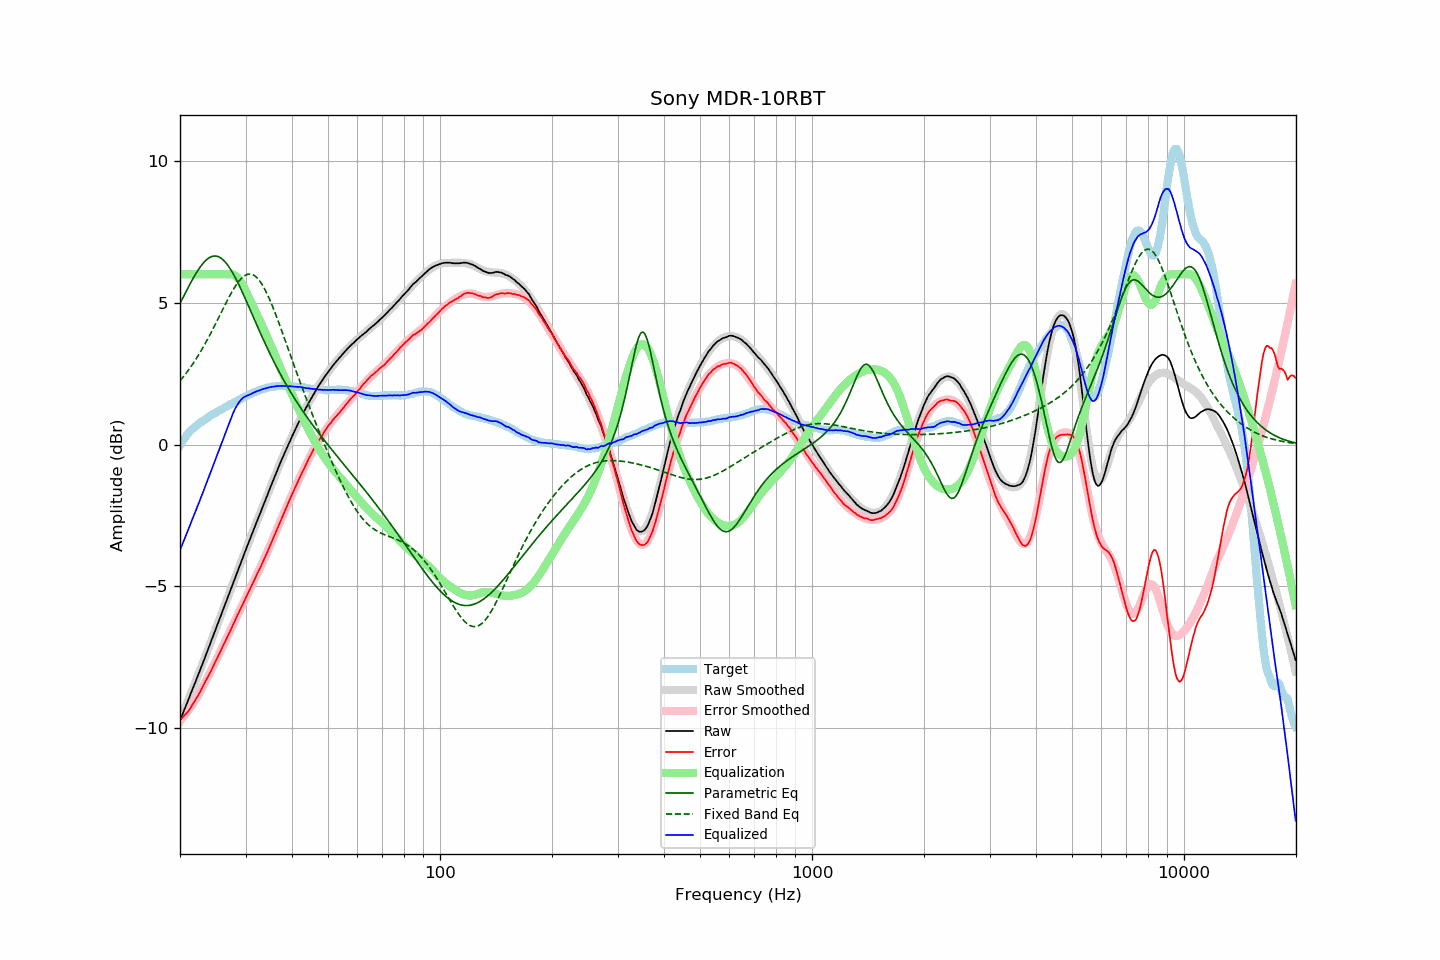 Sony MDR-10RBT
10
5
0
−5
−10
Amplitude (dBr)
100
1000
10000
Frequency (Hz)
Target
Raw Smoothed
Error Smoothed
Raw
Error
Equalization
Parametric Eq
Fixed Band Eq
Equalized